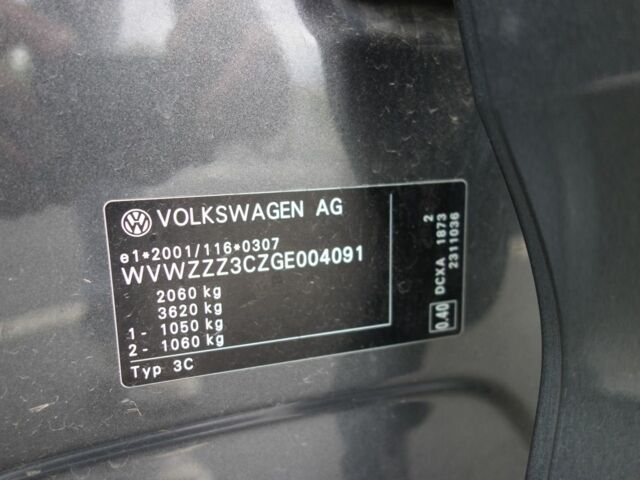 VOLKSWAGEN AG
e1*2001/116*0307
WVWZZZ3CZGE004091
2060 kg
3620 kg
1- 1050 kg
2- 1060 kg
Typ 3C
0.40 DCXA 1873 2
2311036